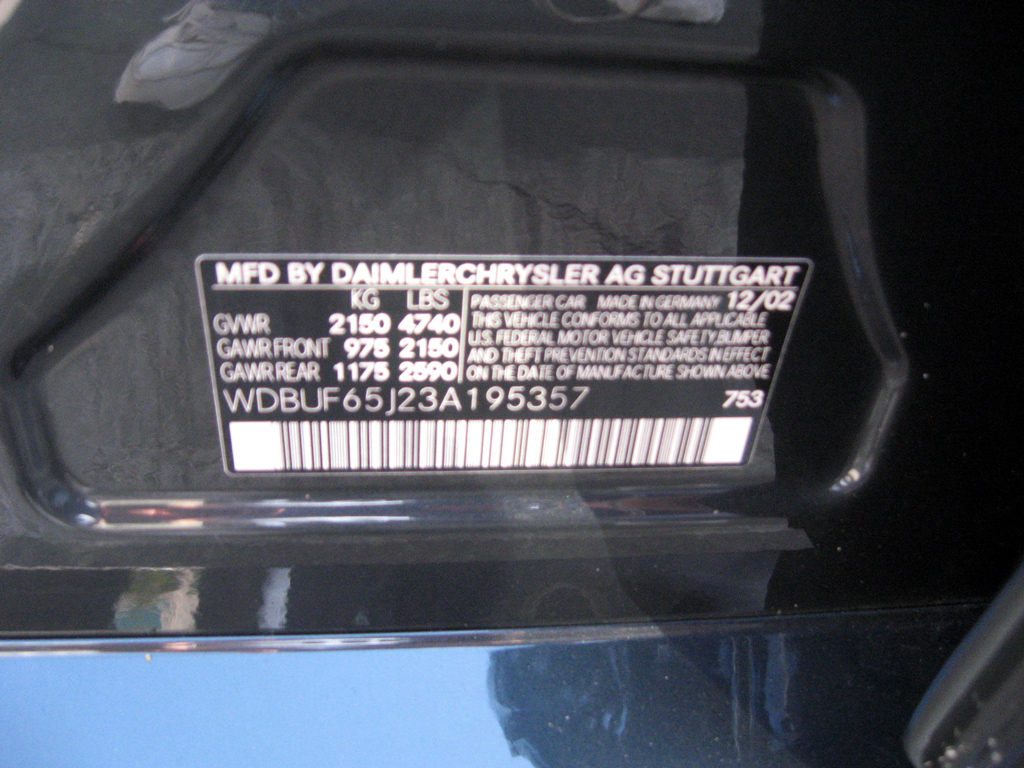 MFD BY DAIMLERCHRYSLER AG STUTTGART
KG LBS
GVWR 2150 4740
GAWR FRONT 975 2150
GAWR REAR 1175 2590
PASSENGER CAR MADE IN GERMANY 12/02
THIS VEHICLE CONFORMS TO ALL APPLICABLE
U.S. FEDERAL MOTOR VEHICLE SAFETY, BUMPER
AND THEFT PREVENTION STANDARDS IN EFFECT
ON THE DATE OF MANUFACTURE SHOWN ABOVE
WDBUF65J23A195357 753